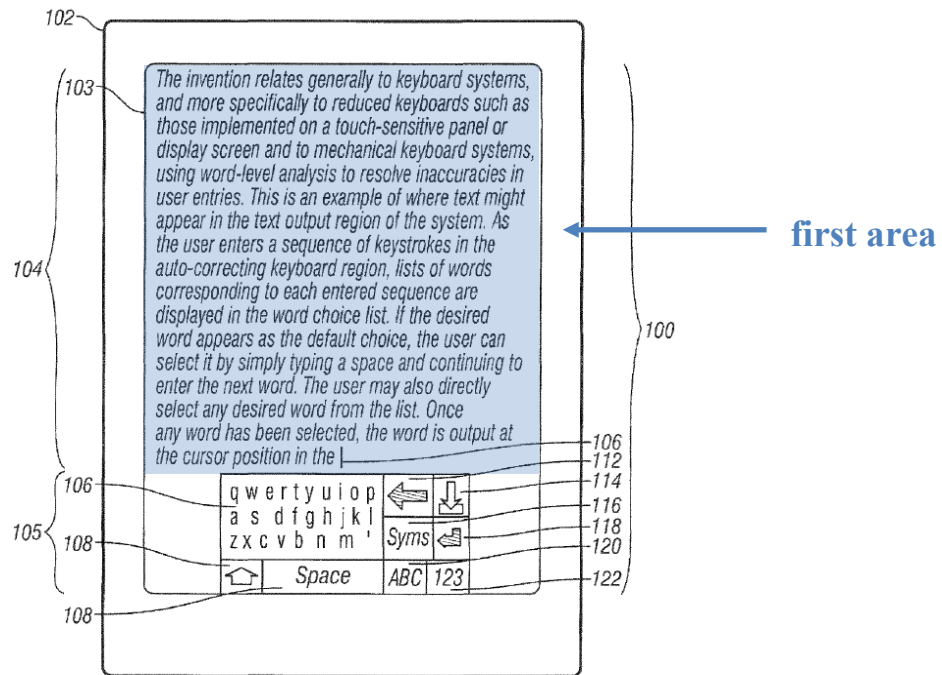 102
103
The invention relates generally to keyboard systems,
and more specifically to reduced keyboards such as
those implemented on a touch-sensitive panel or
display screen and to mechanical keyboard systems,
using word-level analysis to resolve inaccuracies in
user entries. This is an example of where text might
appear in the text output region of the system. As
the user enters a sequence of keystrokes in the
auto-correcting keyboard region, lists of words
corresponding to each entered sequence are
displayed in the word choice list. If the desired
word appears as the default choice, the user can
select it by simply typing a space and continuing to
enter the next word. The user may also directly
select any desired word from the list. Once
any word has been selected, the word is output at
the cursor position in the
first area
104
100
106
112
114
116
118
120
122
106
105
108
108
q w e r t y u i o p
a s d f g h j k l
z x c v b n m '
Syms
Space
ABC
123